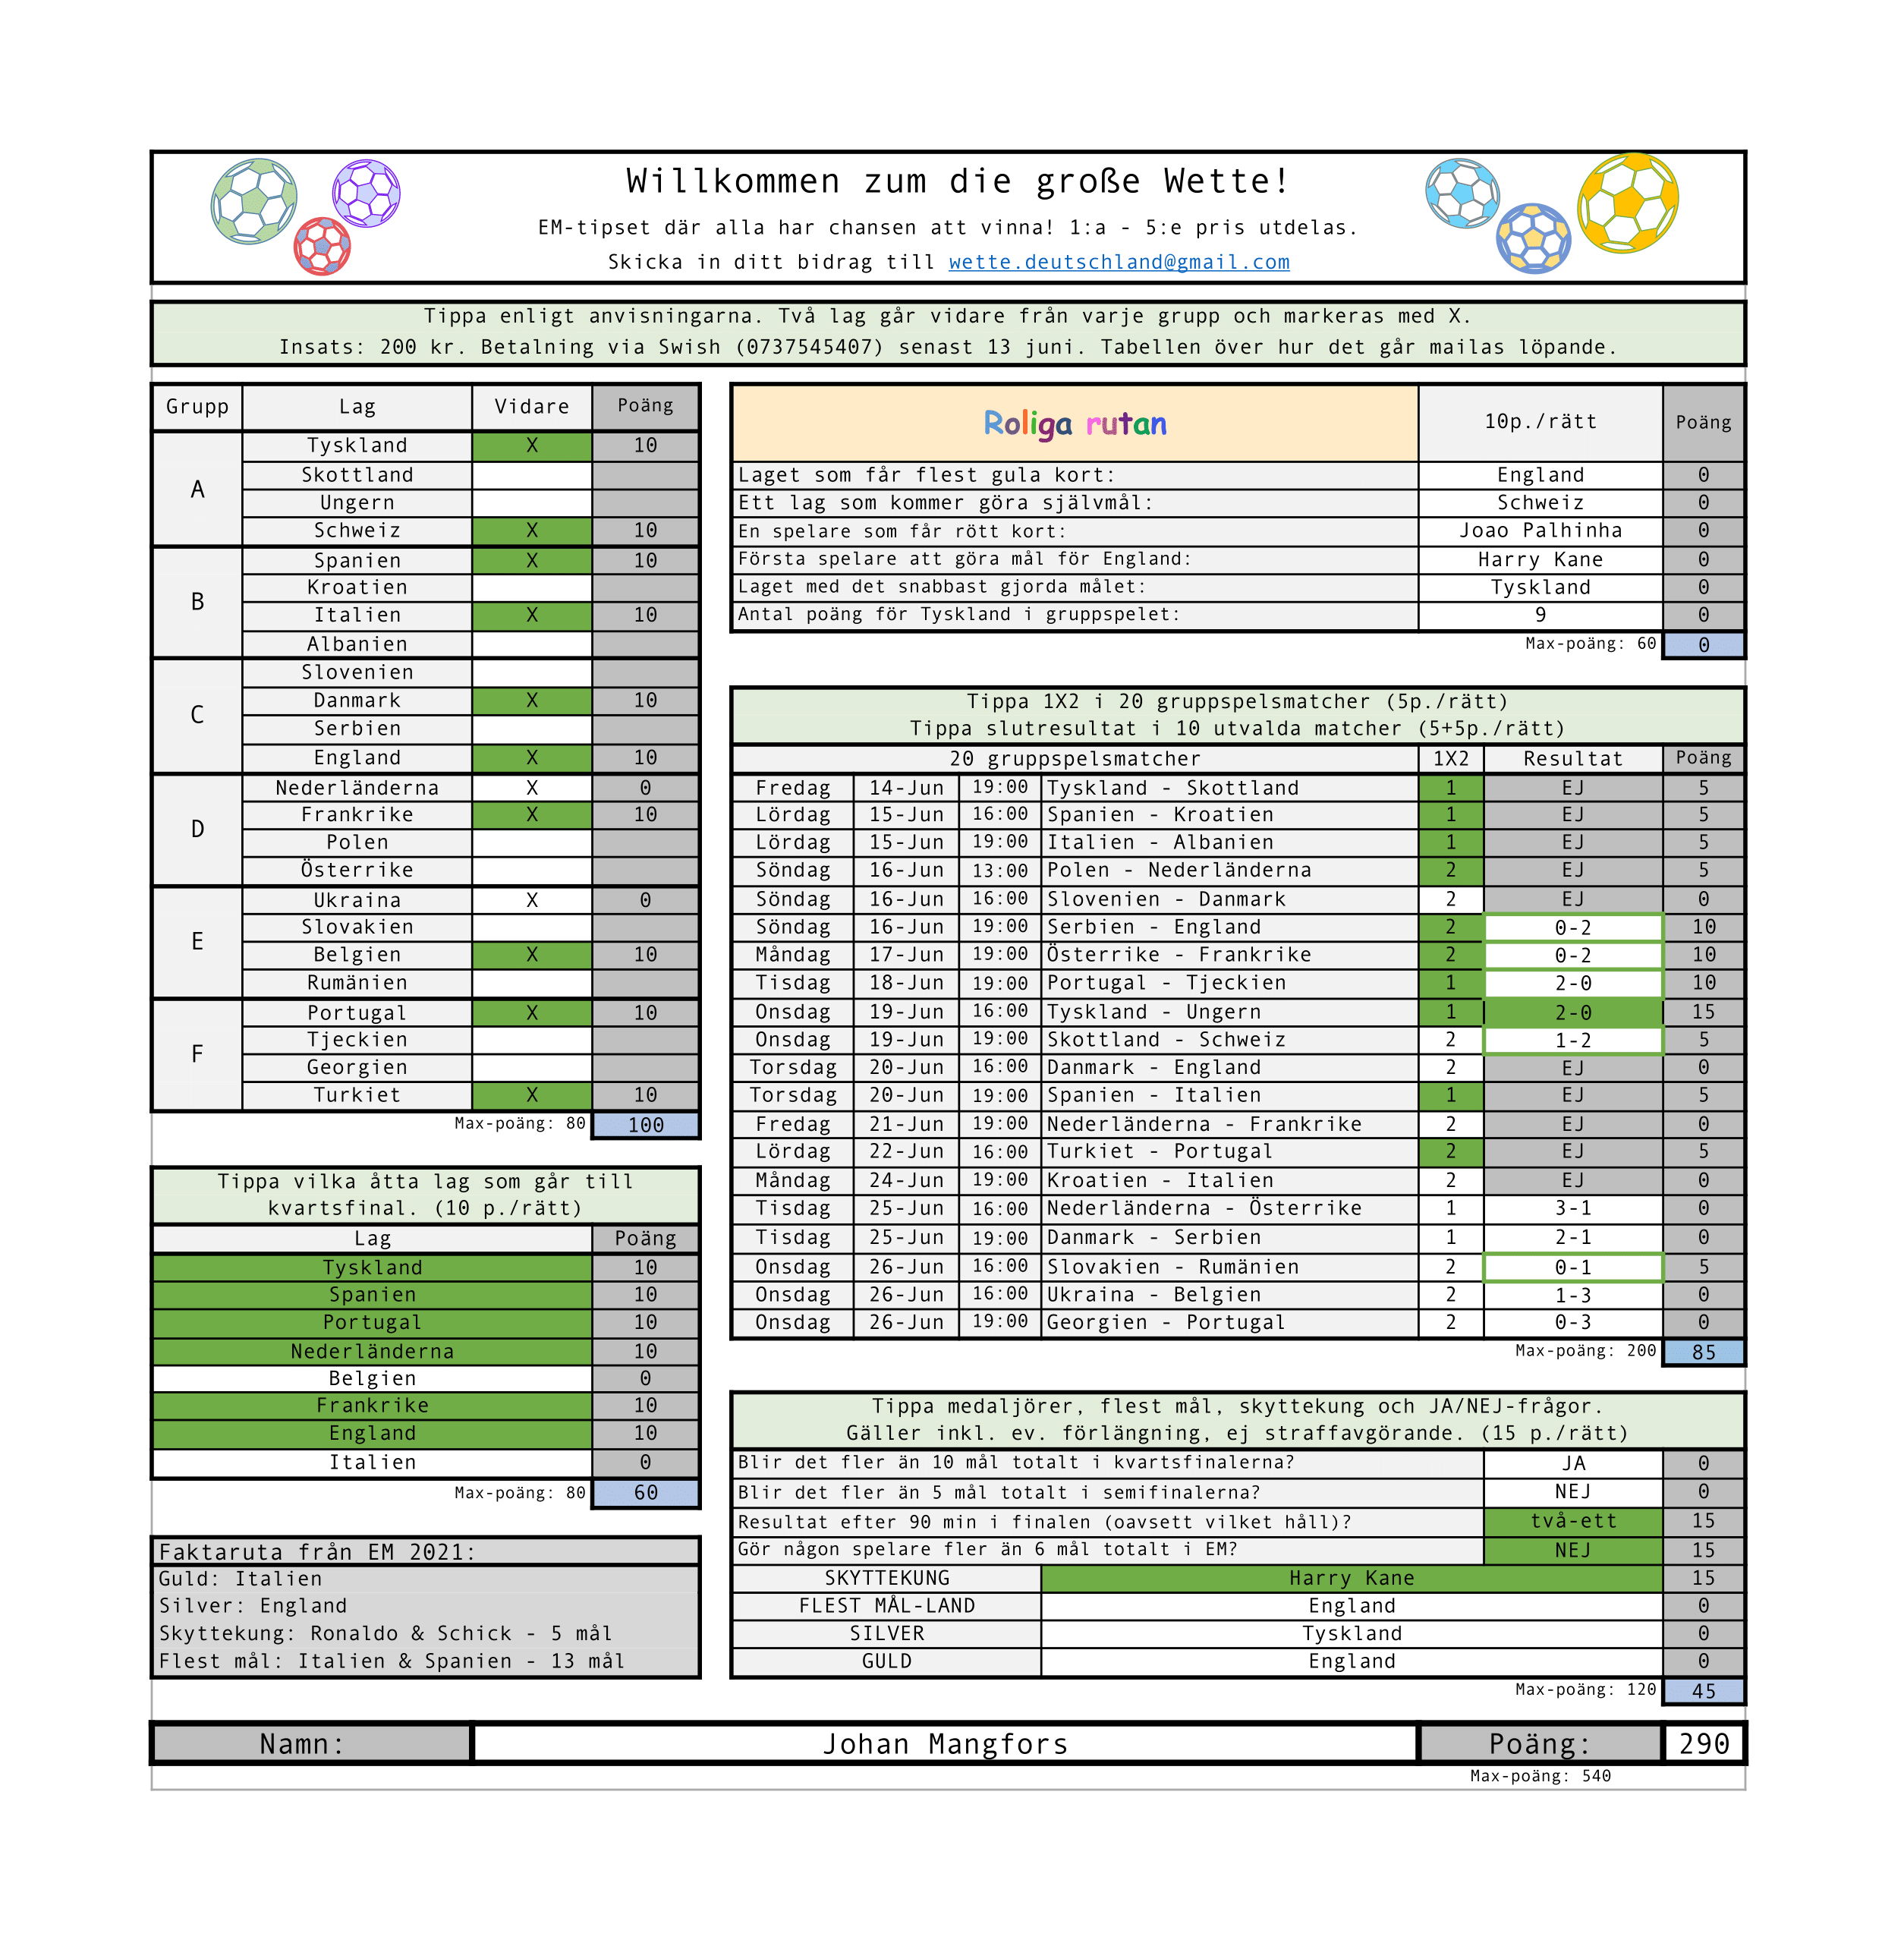 Willkommen zum die große Wette!
EM-tipset där alla har chansen att vinna! 1:a - 5:e pris utdelas.
Skicka in ditt bidrag till wette.deutschland@gmail.com
Tippa enligt anvisningarna. Två lag går vidare från varje grupp och markeras med X.
Insats: 200 kr. Betalning via Swish (0737545407) senast 13 juni. Tabellen över hur det går mailas löpande.
Grupp Lag Vidare Poäng
A
Tyskland X 10
Skottland
Ungern
Schweiz X 10
B
Spanien X 10
Kroatien
Italien X 10
Albanien
C
Slovenien
Danmark X 10
Serbien
England X 10
D
Nederländerna X 0
Frankrike X 10
Polen
Österrike
E
Ukraina X 0
Slovakien
Belgien X 10
Rumänien
F
Portugal X 10
Tjeckien
Georgien
Turkiet X 10
Max-poäng: 80 100
Tippa vilka åtta lag som går till
kvartsfinal. (10 p./rätt)
Lag Poäng
Tyskland 10
Spanien 10
Portugal 10
Nederländerna 10
Belgien 0
Frankrike 10
England 10
Italien 0
Max-poäng: 80 60
Faktaruta från EM 2021:
Guld: Italien
Silver: England
Skyttekung: Ronaldo & Schick - 5 mål
Flest mål: Italien & Spanien - 13 mål
Roliga rutan 10p./rätt Poäng
Laget som får flest gula kort: England 0
Ett lag som kommer göra självmål: Schweiz 0
En spelare som får rött kort: Joao Palhinha 0
Första spelare att göra mål för England: Harry Kane 0
Laget med det snabbast gjorda målet: Tyskland 0
Antal poäng för Tyskland i gruppspelet: 9 0
Max-poäng: 60 0
Tippa 1X2 i 20 gruppspelsmatcher (5p./rätt)
Tippa slutresultat i 10 utvalda matcher (5+5p./rätt)
20 gruppspelsmatcher 1X2 Resultat Poäng
Fredag 14-Jun 19:00 Tyskland - Skottland 1 EJ 5
Lördag 15-Jun 16:00 Spanien - Kroatien 1 EJ 5
Lördag 15-Jun 19:00 Italien - Albanien 1 EJ 5
Söndag 16-Jun 13:00 Polen - Nederländerna 2 EJ 5
Söndag 16-Jun 16:00 Slovenien - Danmark 2 EJ 0
Söndag 16-Jun 19:00 Serbien - England 2 0-2 10
Måndag 17-Jun 19:00 Österrike - Frankrike 2 0-2 10
Tisdag 18-Jun 19:00 Portugal - Tjeckien 1 2-0 10
Onsdag 19-Jun 16:00 Tyskland - Ungern 1 2-0 15
Onsdag 19-Jun 19:00 Skottland - Schweiz 2 1-2 5
Torsdag 20-Jun 16:00 Danmark - England 2 EJ 0
Torsdag 20-Jun 19:00 Spanien - Italien 1 EJ 5
Fredag 21-Jun 19:00 Nederländerna - Frankrike 2 EJ 0
Lördag 22-Jun 16:00 Turkiet - Portugal 2 EJ 5
Måndag 24-Jun 19:00 Kroatien - Italien 2 EJ 0
Tisdag 25-Jun 16:00 Nederländerna - Österrike 1 3-1 0
Tisdag 25-Jun 19:00 Danmark - Serbien 1 2-1 0
Onsdag 26-Jun 16:00 Slovakien - Rumänien 2 0-1 5
Onsdag 26-Jun 16:00 Ukraina - Belgien 2 1-3 0
Onsdag 26-Jun 19:00 Georgien - Portugal 2 0-3 0
Max-poäng: 200 85
Tippa medaljörer, flest mål, skyttekung och JA/NEJ-frågor.
Gäller inkl. ev. förlängning, ej straffavgörande. (15 p./rätt)
Blir det fler än 10 mål totalt i kvartsfinalerna? JA 0
Blir det fler än 5 mål totalt i semifinalerna? NEJ 0
Resultat efter 90 min i finalen (oavsett vilket håll)? två-ett 15
Gör någon spelare fler än 6 mål totalt i EM? NEJ 15
SKYTTEKUNG Harry Kane 15
FLEST MÅL-LAND England 0
SILVER Tyskland 0
GULD England 0
Max-poäng: 120 45
Namn: Johan Mangfors Poäng: 290
Max-poäng: 540